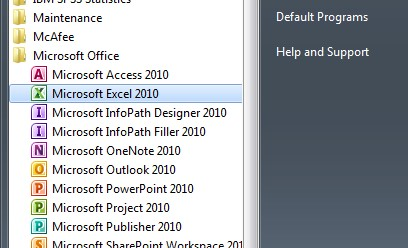 IBM SPSS Statistics
Maintenance
McAfee
Microsoft Office
Microsoft Access 2010
Microsoft Excel 2010
Microsoft InfoPath Designer 2010
Microsoft InfoPath Filler 2010
Microsoft OneNote 2010
Microsoft Outlook 2010
Microsoft PowerPoint 2010
Microsoft Project 2010
Microsoft Publisher 2010
Microsoft SharePoint Workspace 201
Default Programs
Help and Support